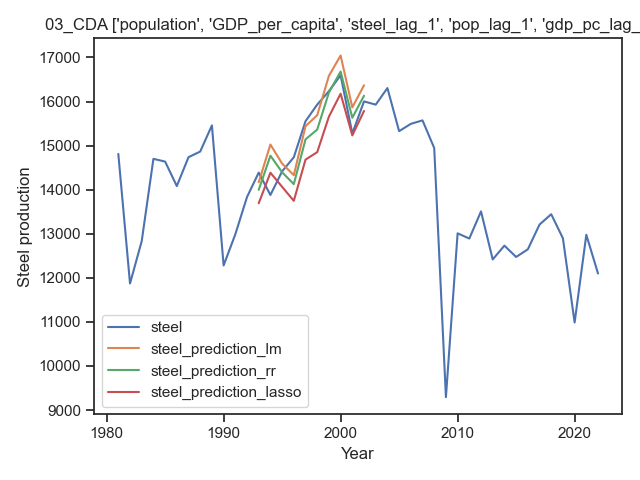 03_CDA ['population', 'GDP_per_capita', 'steel_lag_1', 'pop_lag_1', 'gdp_pc_lag_
17000
16000
15000
14000
13000
12000
11000
10000
9000
Steel production
steel
steel_prediction_lm
steel_prediction_rr
steel_prediction_lasso
1980
1990
2000
2010
2020
Year